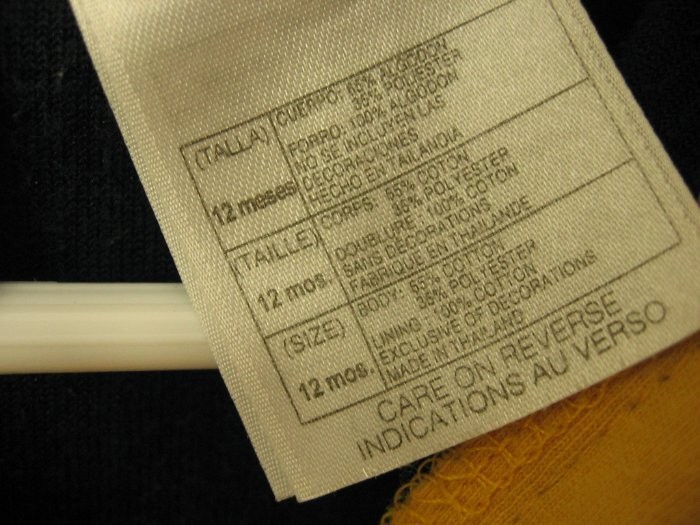 (TALLA)
12 meses
CUERPO: 65% ALGODON
35% POLIESTER
FORRO: 100% ALGODON
NO SE INCLUYEN LAS
DECORACIONES
HECHO EN TAILANDIA
(TAILLE)
12 mos.
CORPS: 65% COTON
35% POLYESTER
DOUBLURE: 100% COTON
SANS DÉCORATIONS
FABRIQUE EN THAILANDE
(SIZE)
12 mos.
BODY: 65% COTTON
35% POLYESTER
LINING: 100% COTTON
EXCLUSIVE OF DECORATIONS
MADE IN THAILAND
CARE ON REVERSE
INDICATIONS AU VERSO